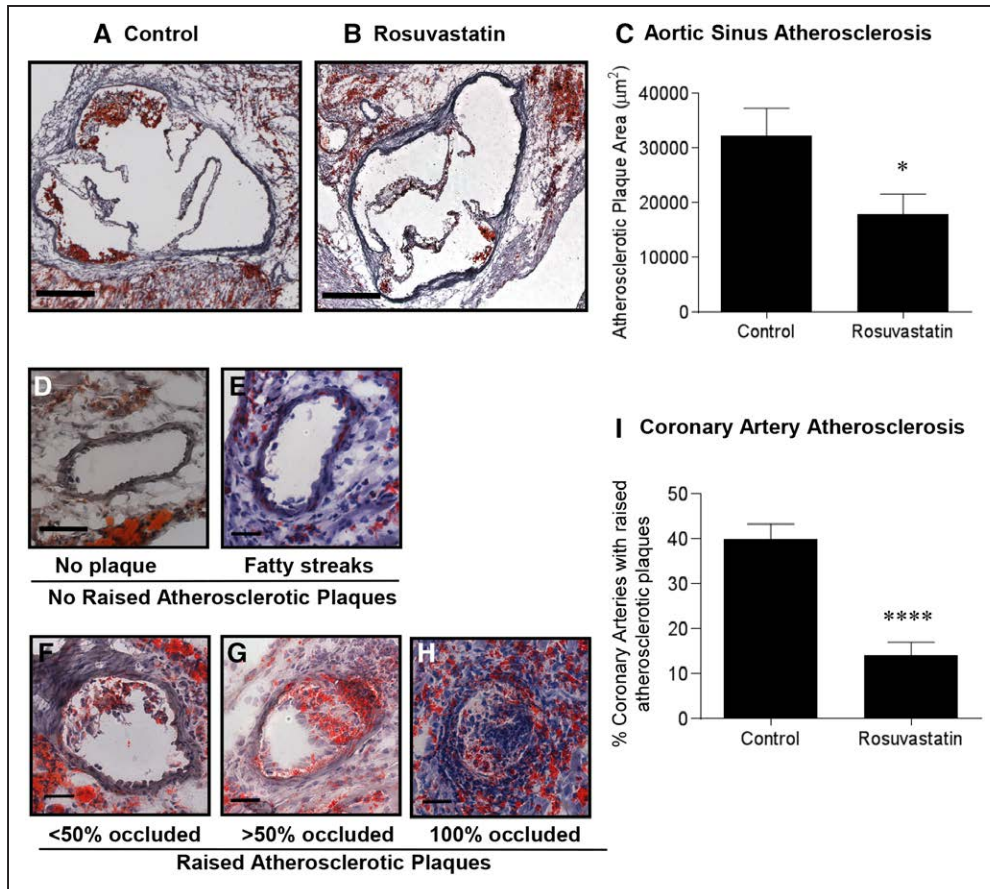 A Control
B Rosuvastatin
C Aortic Sinus Atherosclerosis
Atherosclerotic Plaque Area (μm²)
40000
30000
20000
10000
0
*
Control
Rosuvastatin
D
E
No plaque
Fatty streaks
No Raised Atherosclerotic Plaques
F
G
H
<50% occluded
>50% occluded
100% occluded
Raised Atherosclerotic Plaques
I Coronary Artery Atherosclerosis
% Coronary Arteries with raised
atherosclerotic plaques
50
40
30
20
10
0
****
Control
Rosuvastatin